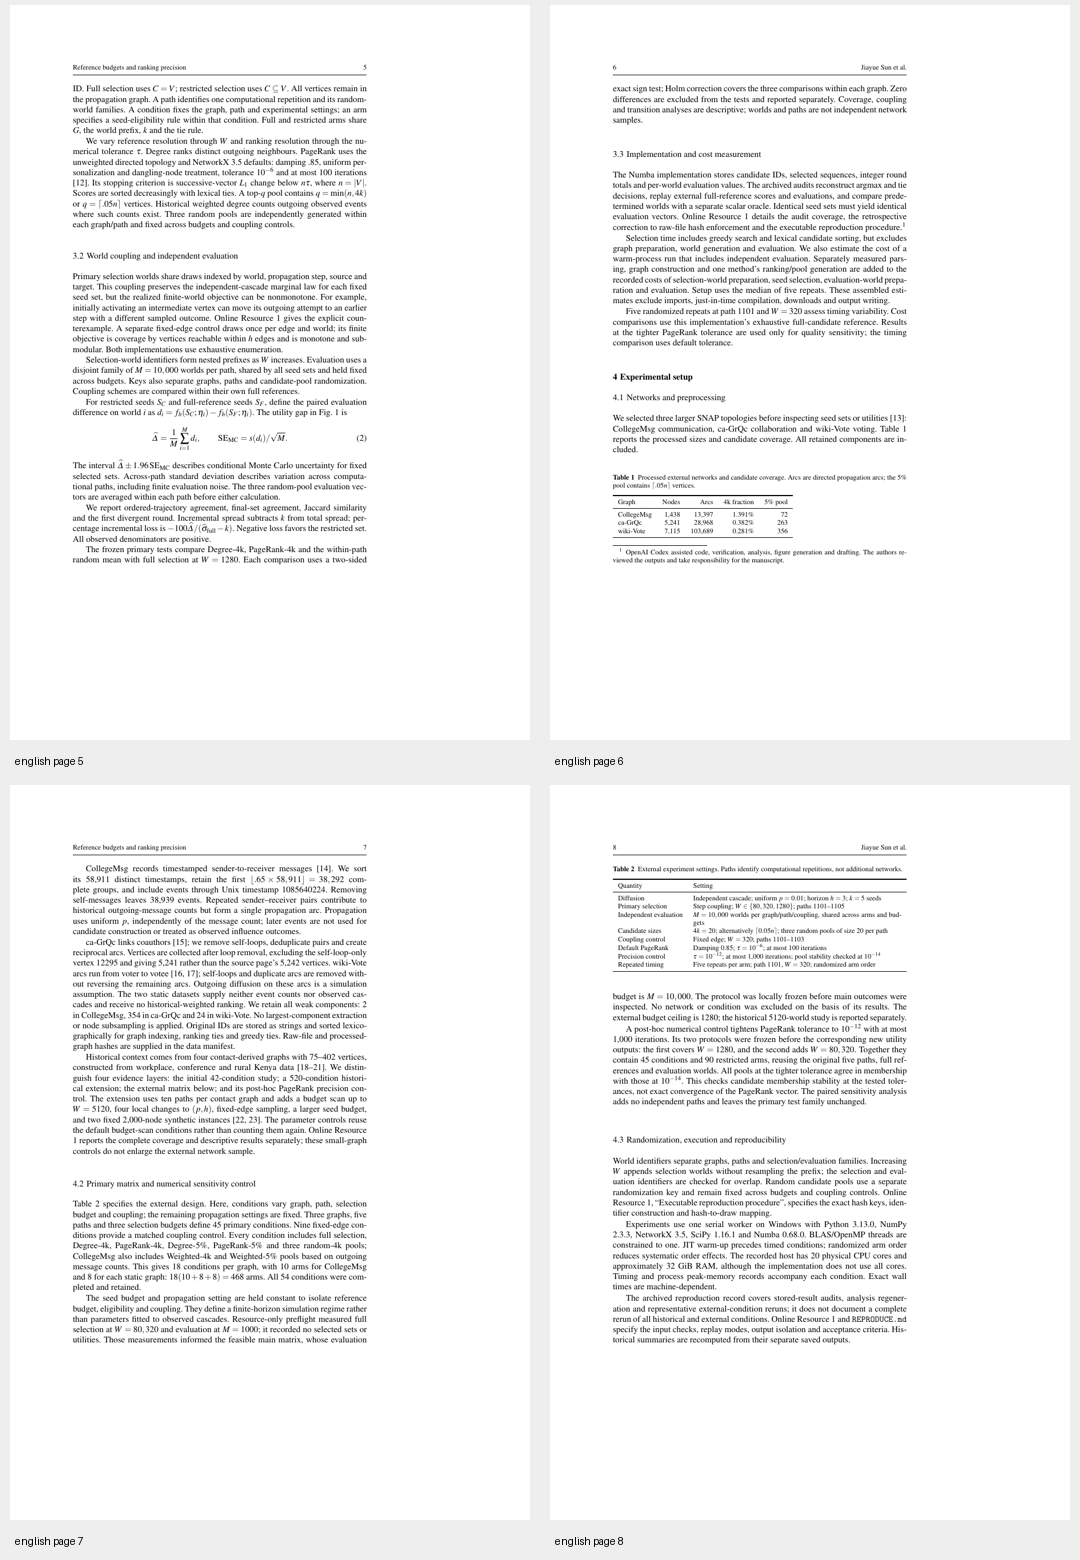 Reference budgets and ranking precision 5
ID. Full selection uses C = V; restricted selection uses C ⊆ V. All vertices remain in
the propagation graph. A path identifies one computational repetition and its random-
world families. A condition fixes the graph, path and experimental settings; an arm
specifies a seed-eligibility rule within that condition. Full and restricted arms share
G, the world prefix, k and the tie rule.
We vary reference resolution through W and ranking resolution through the nu-
merical tolerance τ. Degree ranks distinct outgoing neighbours. PageRank uses the
unweighted directed topology and NetworkX 3.5 defaults: damping .85, uniform per-
sonalization and dangling-node treatment, tolerance 10⁻⁶ and at most 100 iterations
[12]. Its stopping criterion is successive-vector L₁ change below nτ, where n = |V|.
Scores are sorted decreasingly with lexical ties. A top-q pool contains q = min(n,4k)
or q = ⌈.05n⌉ vertices. Historical weighted degree counts outgoing observed events
where such counts exist. Three random pools are independently generated within
each graph/path and fixed across budgets and coupling controls.
3.2 World coupling and independent evaluation
Primary selection worlds share draws indexed by world, propagation step, source and
target. This coupling preserves the independent-cascade marginal law for each fixed
seed set, but the realized finite-world objective can be nonmonotone. For example,
initially activating an intermediate vertex can move its outgoing attempt to an earlier
step with a different sampled outcome. Online Resource 1 gives the explicit coun-
terexample. A separate fixed-edge control draws once per edge and world; its finite
objective is coverage by vertices reachable within h edges and is monotone and sub-
modular. Both implementations use exhaustive enumeration.
Selection-world identifiers form nested prefixes as W increases. Evaluation uses a
disjoint family of M = 10,000 worlds per path, shared by all seed sets and held fixed
across budgets. Keys also separate graphs, paths and candidate-pool randomization.
Coupling schemes are compared within their own full references.
For restricted seeds S_C and full-reference seeds S_F, define the paired evaluation
difference on world i as d_i = f_h(S_C;η_i) − f_h(S_F;η_i). The utility gap in Fig. 1 is
Δ̂ = 1/M ∑_{i=1}^{M} d_i, SE_MC = s(d_i)/√M. (2)
The interval Δ̂ ± 1.96SE_MC describes conditional Monte Carlo uncertainty for fixed
selected sets. Across-path standard deviation describes variation across computa-
tional paths, including finite evaluation noise. The three random-pool evaluation vec-
tors are averaged within each path before either calculation.
We report ordered-trajectory agreement, final-set agreement, Jaccard similarity
and the first divergent round. Incremental spread subtracts k from total spread; per-
centage incremental loss is −100Δ̂/(σ̂_full − k). Negative loss favors the restricted set.
All observed denominators are positive.
The frozen primary tests compare Degree-4k, PageRank-4k and the within-path
random mean with full selection at W = 1280. Each comparison uses a two-sided
english page 5
6 Jiayue Sun et al.
exact sign test; Holm correction covers the three comparisons within each graph. Zero
differences are excluded from the tests and reported separately. Coverage, coupling
and transition analyses are descriptive; worlds and paths are not independent network
samples.
3.3 Implementation and cost measurement
The Numba implementation stores candidate IDs, selected sequences, integer round
totals and per-world evaluation values. The archived audits reconstruct argmax and tie
decisions, replay external full-reference scores and evaluations, and compare prede-
termined worlds with a separate scalar oracle. Identical seed sets must yield identical
evaluation vectors. Online Resource 1 details the audit coverage, the retrospective
correction to raw-file hash enforcement and the executable reproduction procedure.¹
Selection time includes greedy search and lexical candidate sorting, but excludes
graph preparation, world generation and evaluation. We also estimate the cost of a
warm-process run that includes independent evaluation. Separately measured pars-
ing, graph construction and one method's ranking/pool generation are added to the
recorded costs of selection-world preparation, seed selection, evaluation-world prepa-
ration and evaluation. Setup uses the median of five repeats. These assembled esti-
mates exclude imports, just-in-time compilation, downloads and output writing.
Five randomized repeats at path 1101 and W = 320 assess timing variability. Cost
comparisons use this implementation's exhaustive full-candidate reference. Results
at the tighter PageRank tolerance are used only for quality sensitivity; the timing
comparison uses default tolerance.
4 Experimental setup
4.1 Networks and preprocessing
We selected three larger SNAP topologies before inspecting seed sets or utilities [13]:
CollegeMsg communication, ca-GrQc collaboration and wiki-Vote voting. Table 1
reports the processed sizes and candidate coverage. All retained components are in-
cluded.
Table 1 Processed external networks and candidate coverage. Arcs are directed propagation arcs; the 5%
pool contains ⌈.05n⌉ vertices.
Graph Nodes Arcs 4k fraction 5% pool
CollegeMsg 1,438 13,397 1.391% 72
ca-GrQc 5,241 28,968 0.382% 263
wiki-Vote 7,115 103,689 0.281% 356
¹ OpenAI Codex assisted code, verification, analysis, figure generation and drafting. The authors re-
viewed the outputs and take responsibility for the manuscript.
english page 6
Reference budgets and ranking precision 7
CollegeMsg records timestamped sender-to-receiver messages [14]. We sort
its 58,911 distinct timestamps, retain the first ⌊.65 × 58,911⌋ = 38,292 com-
plete groups, and include events through Unix timestamp 1085640224. Removing
self-messages leaves 38,939 events. Repeated sender–receiver pairs contribute to
historical outgoing-message counts but form a single propagation arc. Propagation
uses uniform p, independently of the message count; later events are not used for
candidate construction or treated as observed influence outcomes.
ca-GrQc links coauthors [15]; we remove self-loops, deduplicate pairs and create
reciprocal arcs. Vertices are collected after loop removal, excluding the self-loop-only
vertex 12295 and giving 5,241 rather than the source page's 5,242 vertices. wiki-Vote
arcs run from voter to votee [16, 17]; self-loops and duplicate arcs are removed with-
out reversing the remaining arcs. Outgoing diffusion on these arcs is a simulation
assumption. The two static datasets supply neither event counts nor observed cas-
cades and receive no historical-weighted ranking. We retain all weak components: 2
in CollegeMsg, 354 in ca-GrQc and 24 in wiki-Vote. No largest-component extraction
or node subsampling is applied. Original IDs are stored as strings and sorted lexico-
graphically for graph indexing, ranking ties and greedy ties. Raw-file and processed-
graph hashes are supplied in the data manifest.
Historical context comes from four contact-derived graphs with 75–402 vertices,
constructed from workplace, conference and rural Kenya data [18–21]. We distin-
guish four evidence layers: the initial 42-condition study; a 520-condition histori-
cal extension; the external matrix below; and its post-hoc PageRank precision con-
trol. The extension uses ten paths per contact graph and adds a budget scan up to
W = 5120, four local changes to (p,h), fixed-edge sampling, a larger seed budget,
and two fixed 2,000-node synthetic instances [22, 23]. The parameter controls reuse
the default budget-scan conditions rather than counting them again. Online Resource
1 reports the complete coverage and descriptive results separately; these small-graph
controls do not enlarge the external network sample.
4.2 Primary matrix and numerical sensitivity control
Table 2 specifies the external design. Here, conditions vary graph, path, selection
budget and coupling; the remaining propagation settings are fixed. Three graphs, five
paths and three selection budgets define 45 primary conditions. Nine fixed-edge con-
ditions provide a matched coupling control. Every condition includes full selection,
Degree-4k, PageRank-4k, Degree-5%, PageRank-5% and three random-4k pools;
CollegeMsg also includes Weighted-4k and Weighted-5% pools based on outgoing
message counts. This gives 18 conditions per graph, with 10 arms for CollegeMsg
and 8 for each static graph: 18(10+8+8) = 468 arms. All 54 conditions were com-
pleted and retained.
The seed budget and propagation setting are held constant to isolate reference
budget, eligibility and coupling. They define a finite-horizon simulation regime rather
than parameters fitted to observed cascades. Resource-only preflight measured full
selection at W = 80,320 and evaluation at M = 1000; it recorded no selected sets or
utilities. Those measurements informed the feasible main matrix, whose evaluation
english page 7
8 Jiayue Sun et al.
Table 2 External experiment settings. Paths identify computational repetitions, not additional networks.
Quantity Setting
Diffusion Independent cascade; uniform p = 0.01; horizon h = 3; k = 5 seeds
Primary selection Step coupling; W ∈ {80,320,1280}; paths 1101–1105
Independent evaluation M = 10,000 worlds per graph/path/coupling, shared across arms and bud-
gets
Candidate sizes 4k = 20; alternatively ⌈0.05n⌉; three random pools of size 20 per path
Coupling control Fixed edge; W = 320; paths 1101–1103
Default PageRank Damping 0.85; τ = 10⁻⁶; at most 100 iterations
Precision control τ = 10⁻¹²; at most 1,000 iterations; pool stability checked at 10⁻¹⁴
Repeated timing Five repeats per arm; path 1101, W = 320; randomized arm order
budget is M = 10,000. The protocol was locally frozen before main outcomes were
inspected. No network or condition was excluded on the basis of its results. The
external budget ceiling is 1280; the historical 5120-world study is reported separately.
A post-hoc numerical control tightens PageRank tolerance to 10⁻¹² with at most
1,000 iterations. Its two protocols were frozen before the corresponding new utility
outputs: the first covers W = 1280, and the second adds W = 80,320. Together they
contain 45 conditions and 90 restricted arms, reusing the original five paths, full ref-
erences and evaluation worlds. All pools at the tighter tolerance agree in membership
with those at 10⁻¹⁴. This checks candidate membership stability at the tested toler-
ances, not exact convergence of the PageRank vector. The paired sensitivity analysis
adds no independent paths and leaves the primary test family unchanged.
4.3 Randomization, execution and reproducibility
World identifiers separate graphs, paths and selection/evaluation families. Increasing
W appends selection worlds without resampling the prefix; the selection and eval-
uation identifiers are checked for overlap. Random candidate pools use a separate
randomization key and remain fixed across budgets and coupling controls. Online
Resource 1, “Executable reproduction procedure”, specifies the exact hash keys, iden-
tifier construction and hash-to-draw mapping.
Experiments use one serial worker on Windows with Python 3.13.0, NumPy
2.3.3, NetworkX 3.5, SciPy 1.16.1 and Numba 0.68.0. BLAS/OpenMP threads are
constrained to one. JIT warm-up precedes timed conditions; randomized arm order
reduces systematic order effects. The recorded host has 20 physical CPU cores and
approximately 32 GiB RAM, although the implementation does not use all cores.
Timing and process peak-memory records accompany each condition. Exact wall
times are machine-dependent.
The archived reproduction record covers stored-result audits, analysis regener-
ation and representative external-condition reruns; it does not document a complete
rerun of all historical and external conditions. Online Resource 1 and REPRODUCE.md
specify the input checks, replay modes, output isolation and acceptance criteria. His-
torical summaries are recomputed from their separate saved outputs.
english page 8